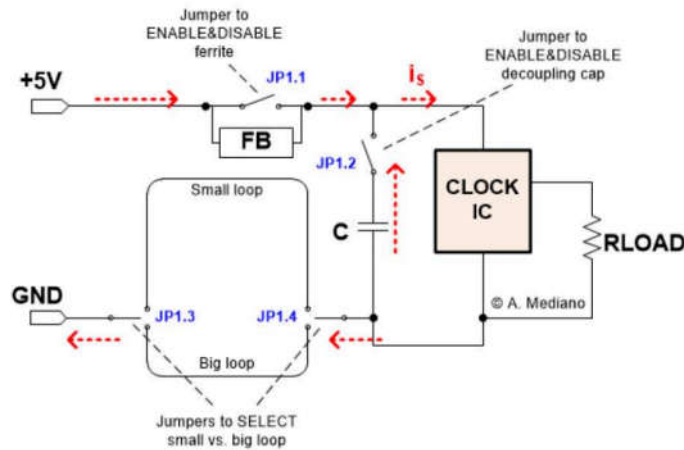 Jumper to
ENABLE&DISABLE
ferrite
Jumper to
ENABLE&DISABLE
decoupling cap
+5V
JP1.1
iS
FB
JP1.2
Small loop
CLOCK
IC
C
RLOAD
GND
JP1.3
JP1.4
© A. Mediano
Big loop
Jumpers to SELECT
small vs. big loop